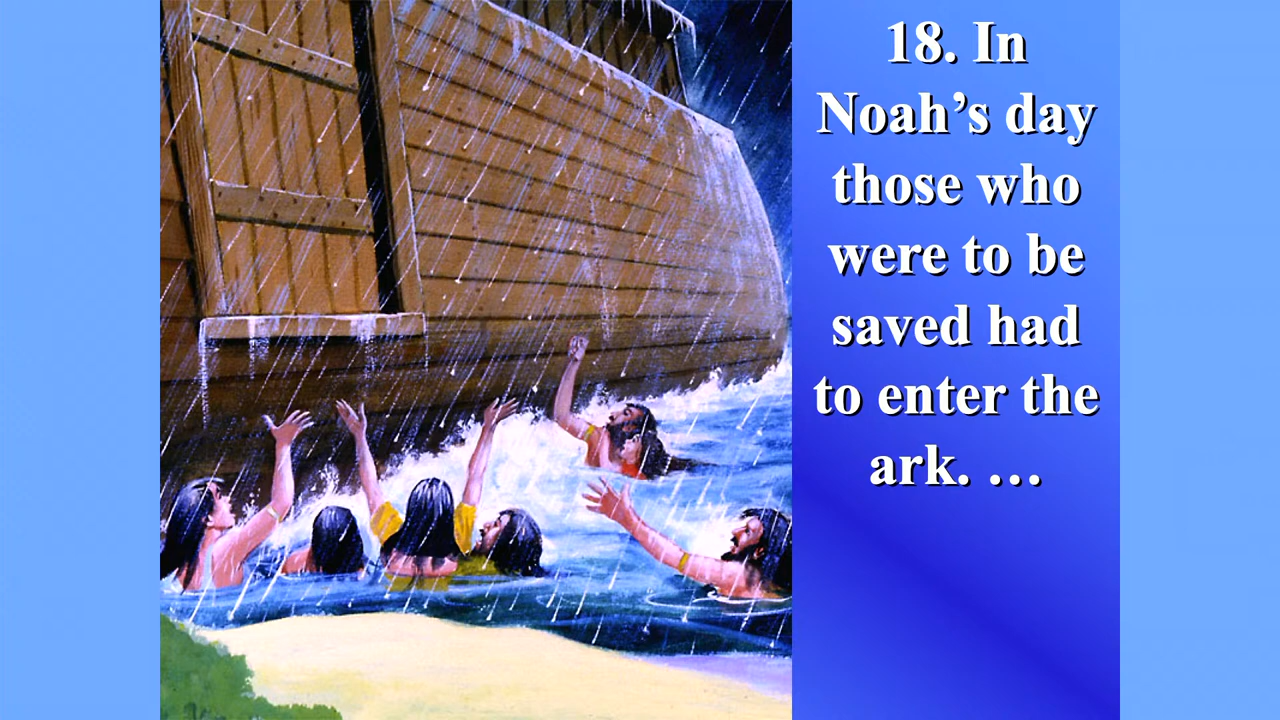 18. In
Noah’s day
those who
were to be
saved had
to enter the
ark. …